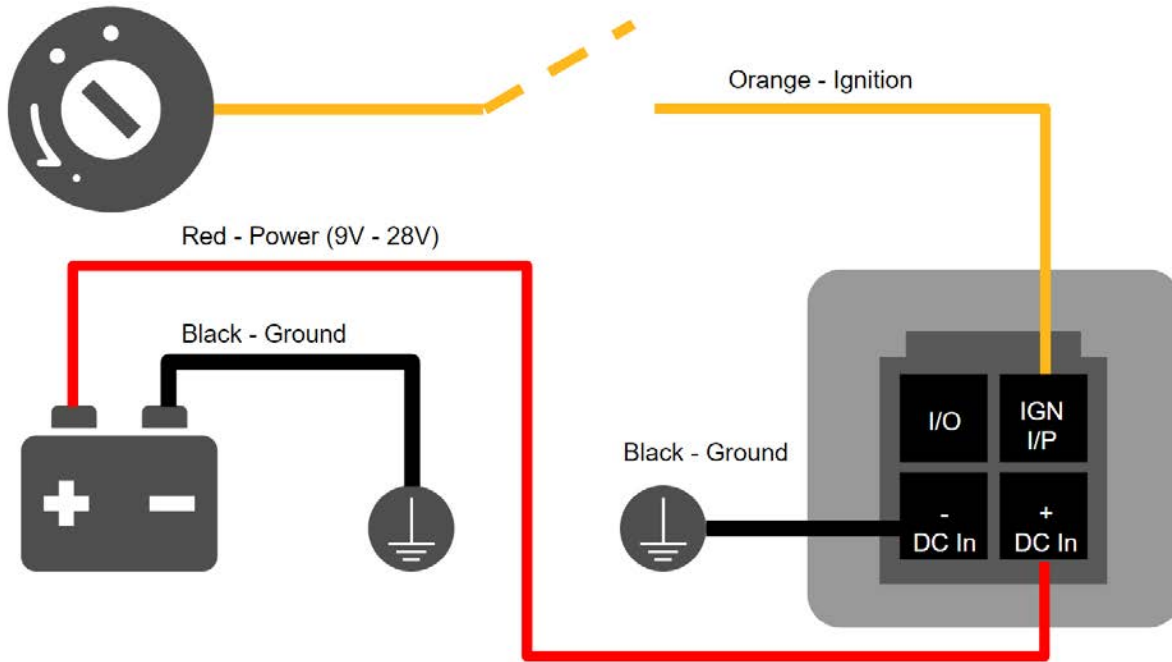 Orange - Ignition
Red - Power (9V - 28V)
Black - Ground
I/O
IGN
I/P
Black - Ground
-
DC In
+
DC In